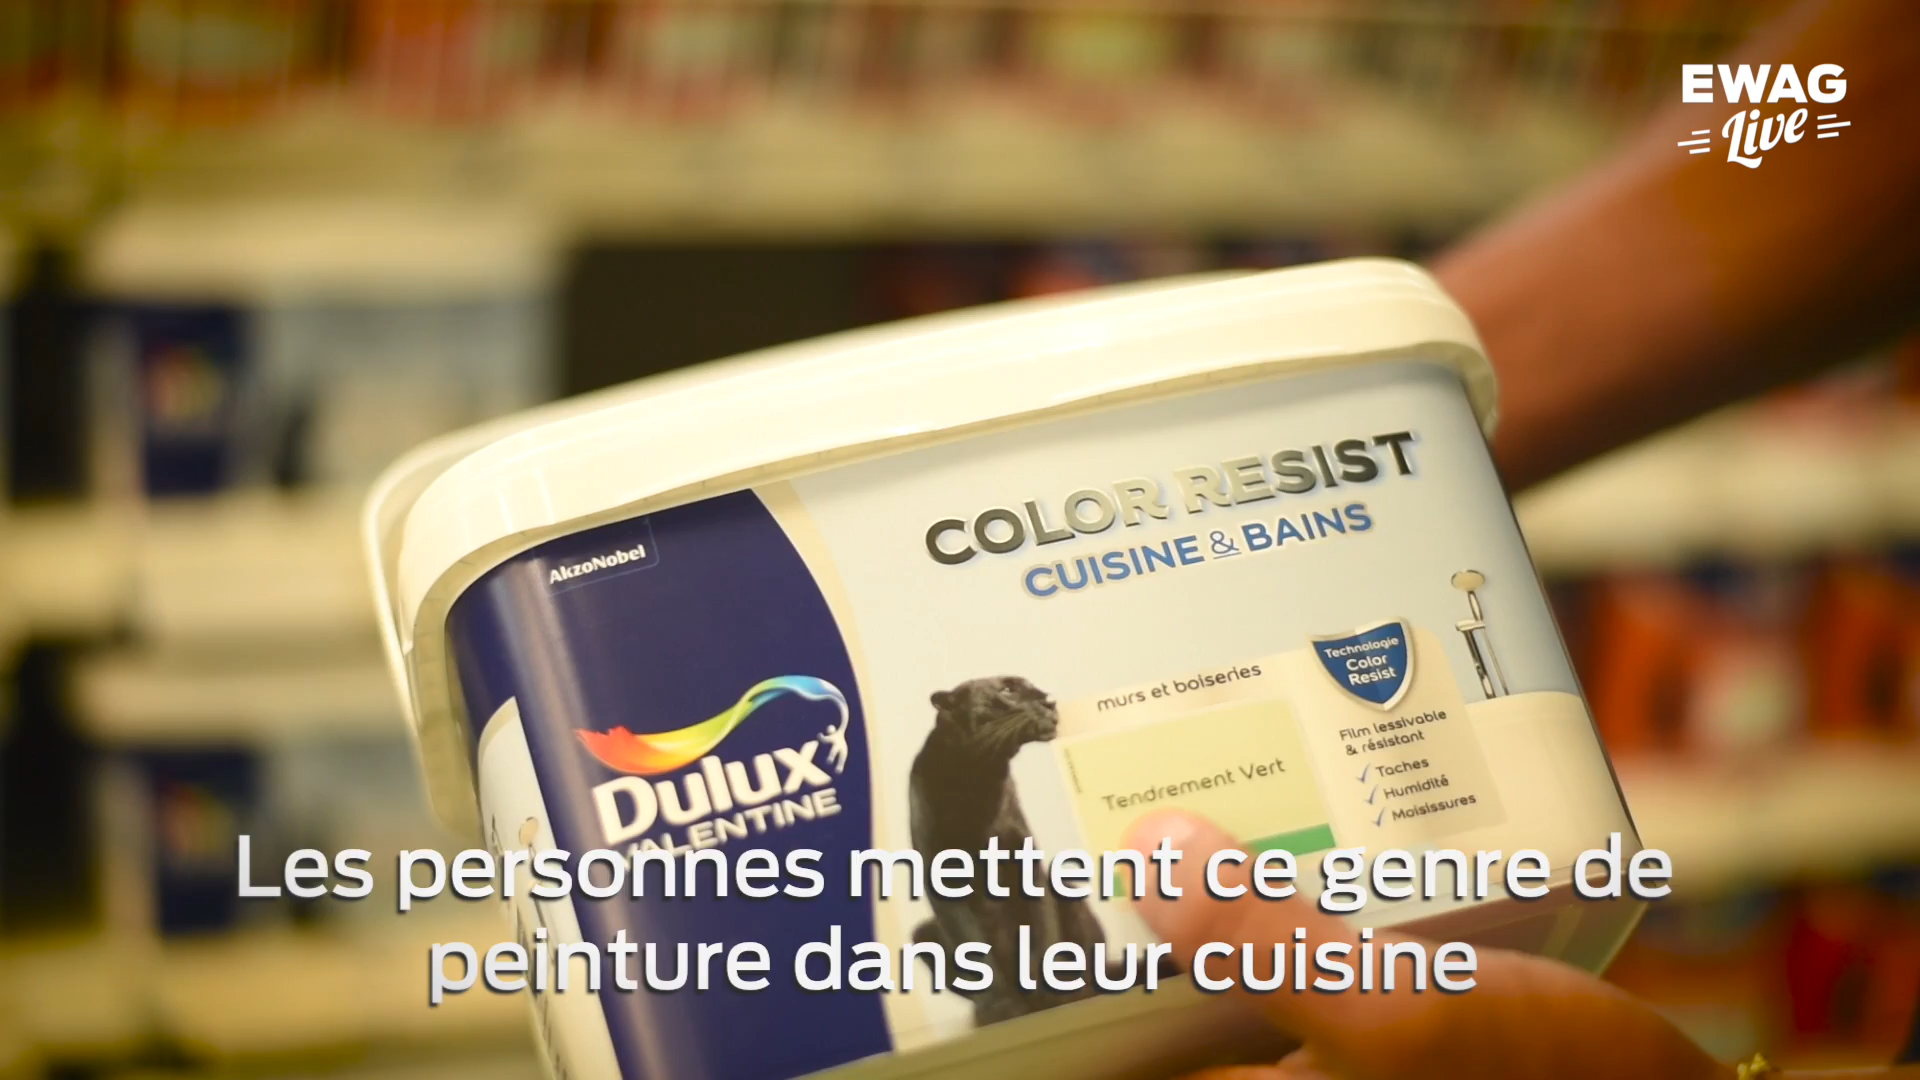 EWAG
Live
COLOR RESIST
CUISINE & BAINS
AkzoNobel
Technologie
Color
Resist
murs et boiseries
Film lessivable
& résistant
Taches
Humidité
Moisissures
Tendrement Vert
Dulux
VALENTINE
Les personnes mettent ce genre de
peinture dans leur cuisine